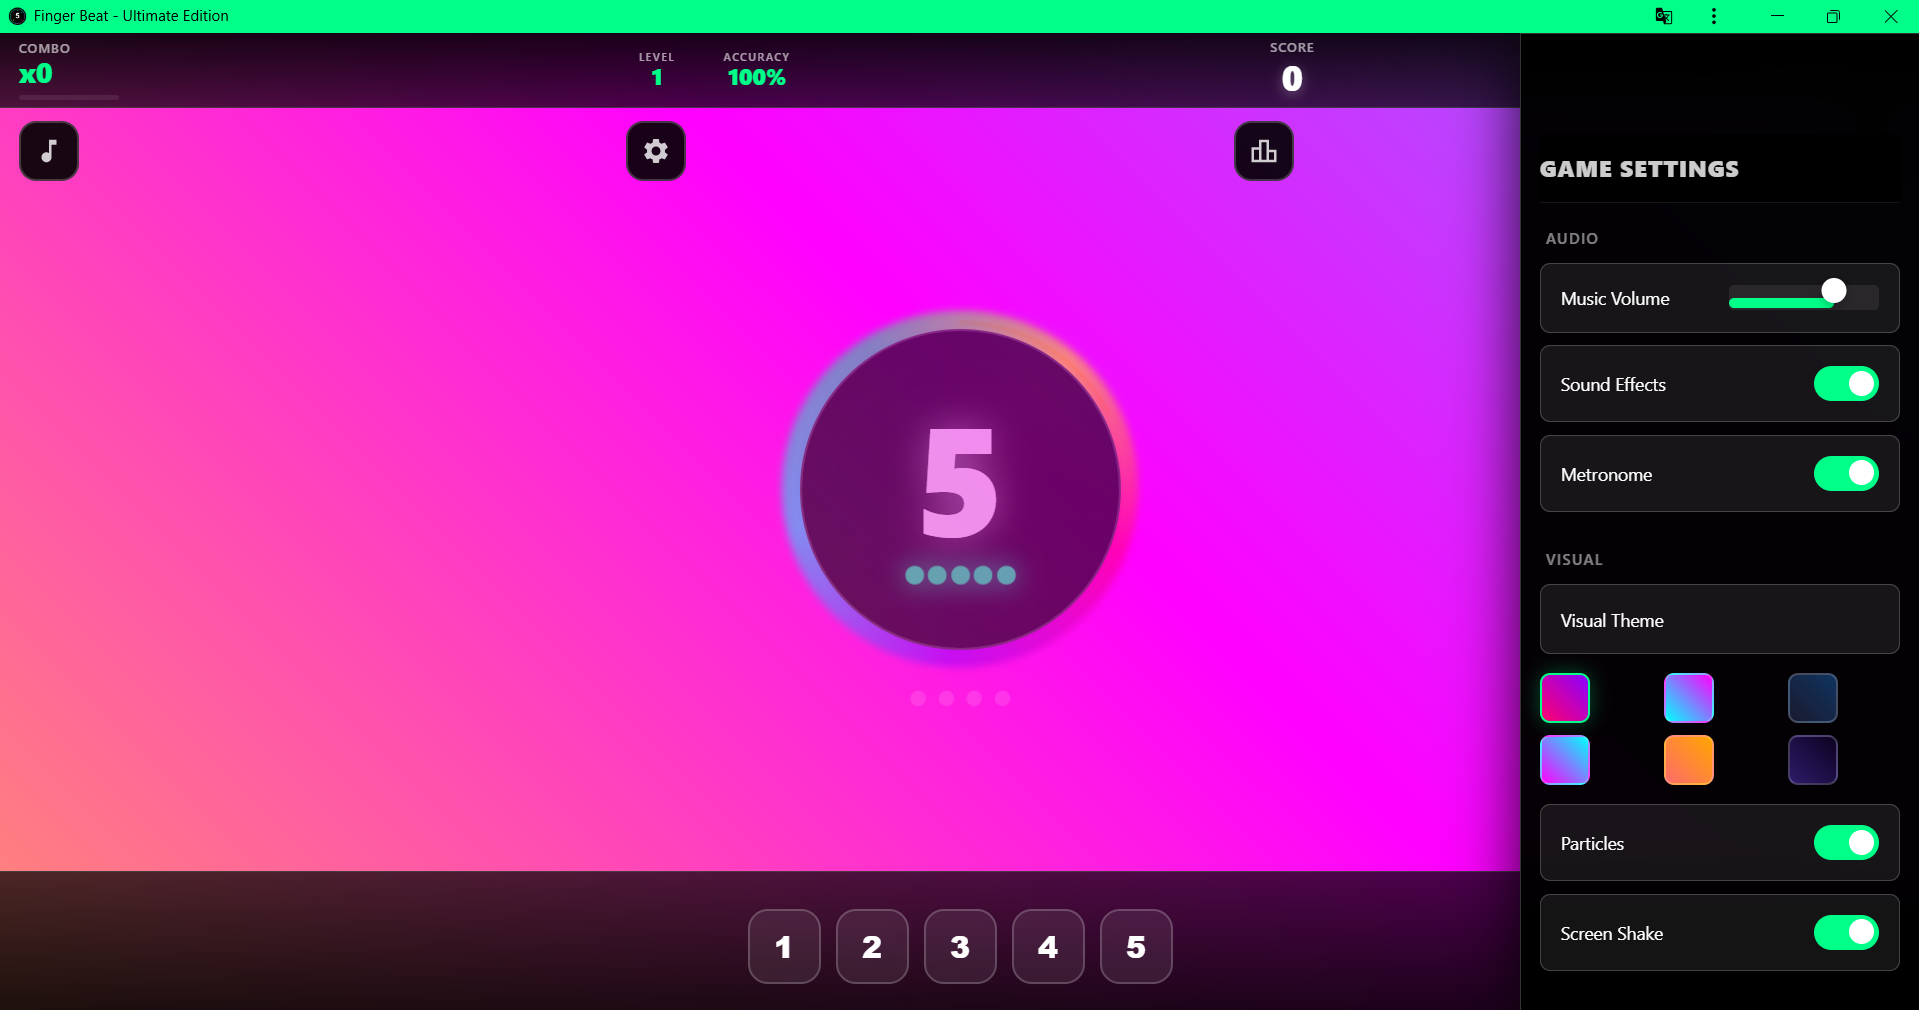 Finger Beat - Ultimate Edition
COMBO
x0
LEVEL
1
ACCURACY
100%
SCORE
0
5
1
2
3
4
5
GAME SETTINGS
AUDIO
Music Volume
Sound Effects
Metronome
VISUAL
Visual Theme
Particles
Screen Shake